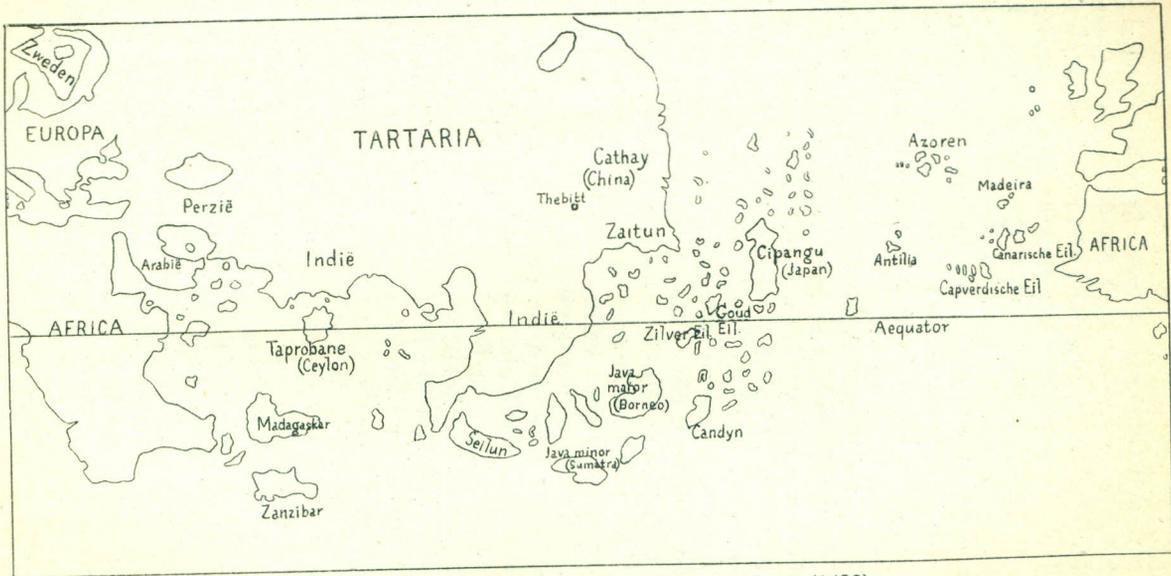 Zweden
EUROPA
TARTARIA
Cathay
(China)
Thebitt
Perzië
Zaitun
Arabië
Indië
Cipangu
(Japan)
Azoren
Madeira
Antilia
Canarische Eil.
AFRICA
Capverdische Eil
AFRICA
Indië
Goud
Zilver Eil. Eil.
Aequator
Taprobane
(Ceylon)
Java
maior
(Borneo)
Madagaskar
Seilun
Java minor
(Sumatra)
Candyn
Zanzibar